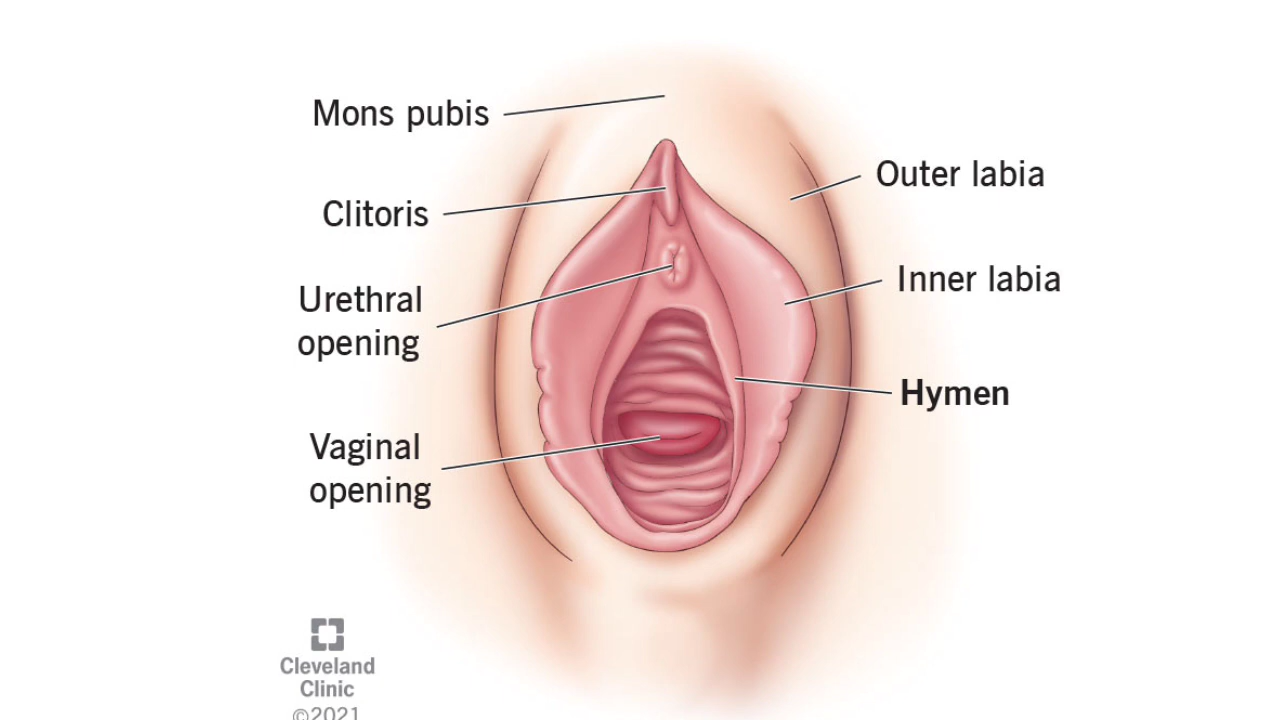 Mons pubis
Outer labia
Clitoris
Inner labia
Urethral
opening
Hymen
Vaginal
opening
Cleveland
Clinic
©2021